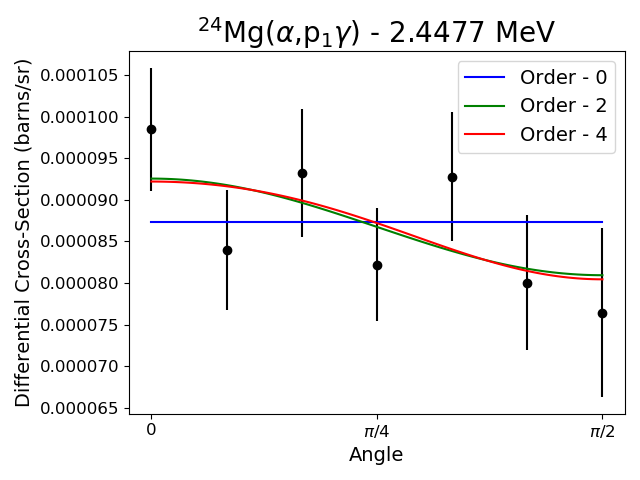 ²⁴Mg(α,p₁γ) - 2.4477 MeV
Differential Cross-Section (barns/sr)
0.000105
0.000100
0.000095
0.000090
0.000085
0.000080
0.000075
0.000070
0.000065
Order - 0
Order - 2
Order - 4
0 π/4 π/2
Angle